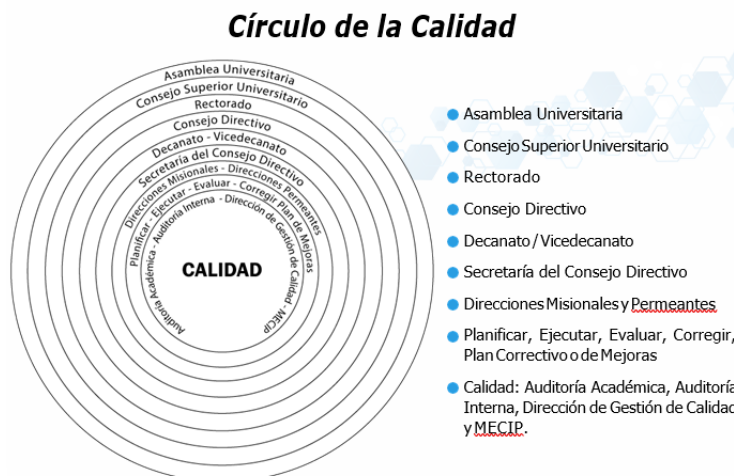 Círculo de la Calidad
Asamblea Universitaria
Consejo Superior Universitario
Rectorado
Consejo Directivo
Decanato - Vicedecanato
Secretaria del Consejo Directivo
Direcciones Misionales - Direcciones Permeantes
Planificar - Ejecutar - Evaluar - Corregir Plan de Mejoras
Auditoría Académica - Auditoría Interna - Dirección de Gestión de Calidad - MECIP
CALIDAD
Asamblea Universitaria
Consejo Superior Universitario
Rectorado
Consejo Directivo
Decanato / Vicedecanato
Secretaría del Consejo Directivo
Direcciones Misionales y Permeantes
Planificar, Ejecutar, Evaluar, Corregir,
Plan Correctivo o de Mejoras
Calidad: Auditoría Académica, Auditoría
Interna, Dirección de Gestión de Calidad
y MECIP.